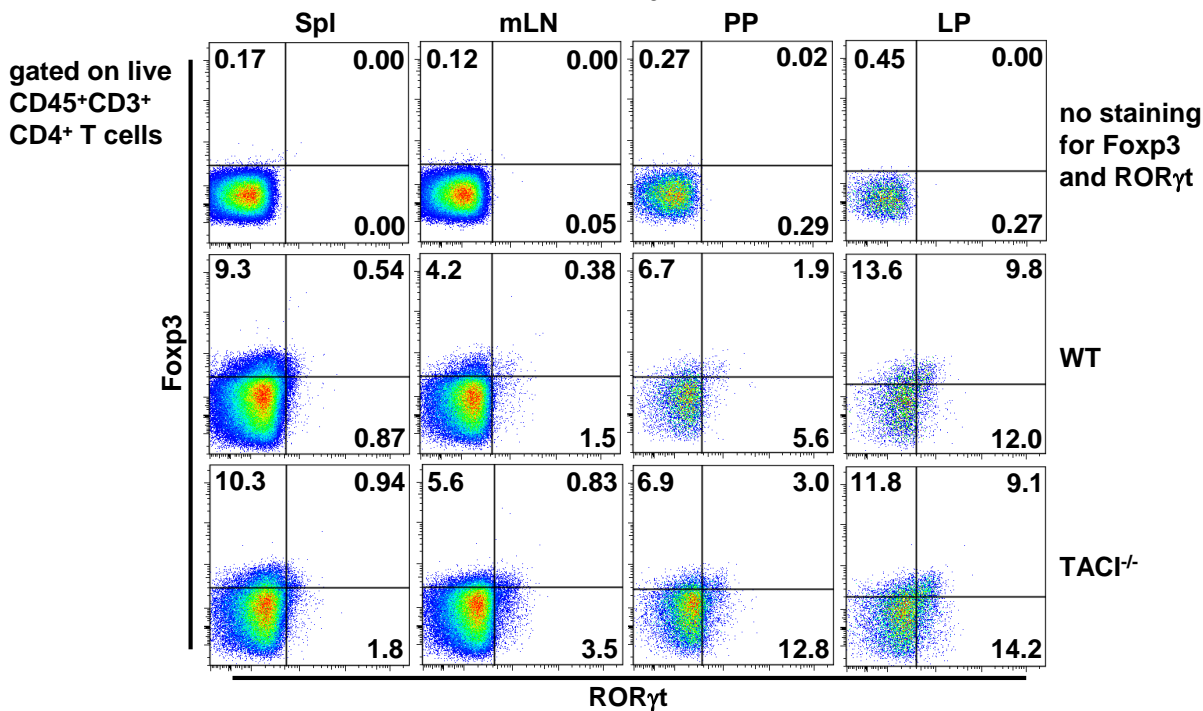 Spl mLN PP LP
gated on live
CD45⁺CD3⁺
CD4⁺ T cells
0.17 0.00 0.12 0.00 0.27 0.02 0.45 0.00
no staining
for Foxp3
and RORγt
0.00 0.05 0.29 0.27
9.3 0.54 4.2 0.38 6.7 1.9 13.6 9.8
Foxp3
WT
0.87 1.5 5.6 12.0
10.3 0.94 5.6 0.83 6.9 3.0 11.8 9.1
TACI⁻/⁻
1.8 3.5 12.8 14.2
RORγt